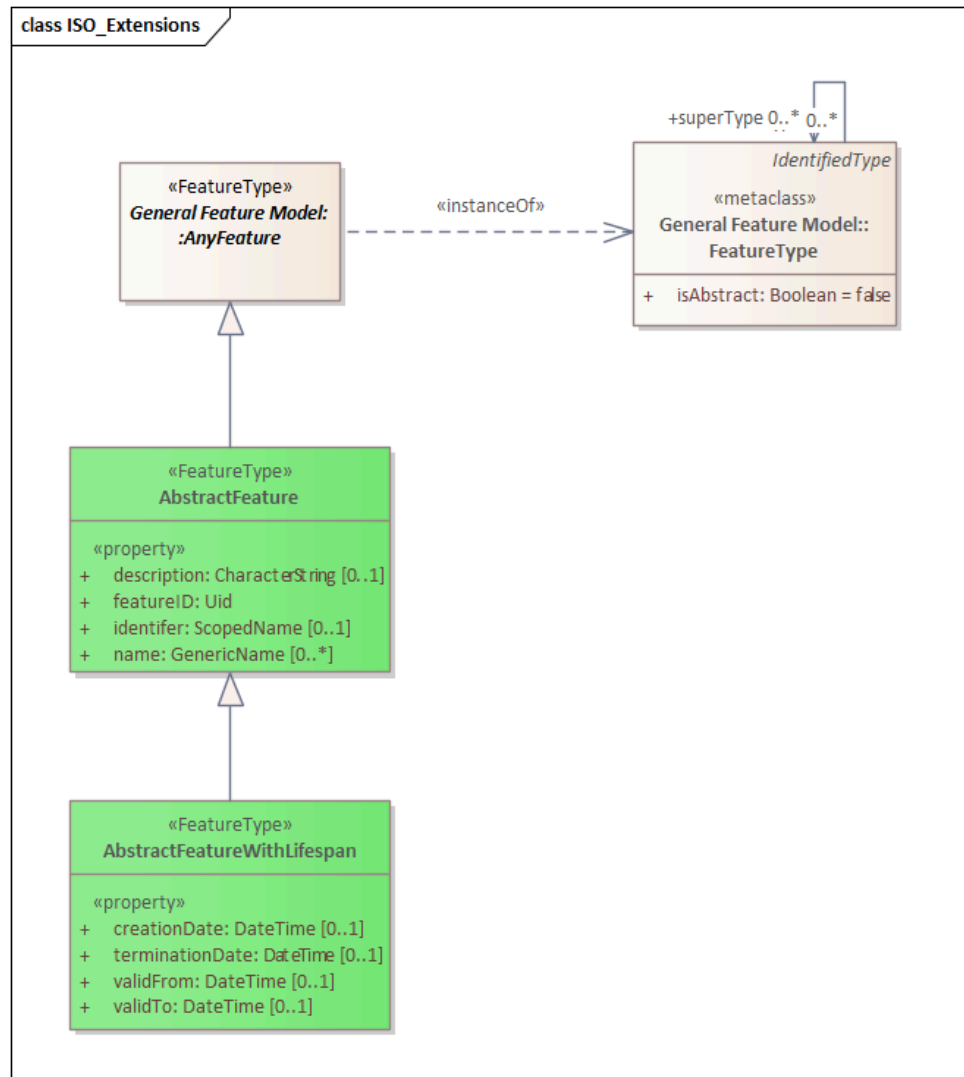 class ISO_Extensions
+superType 0..* 0..*
IdentifiedType
«metaclass»
General Feature Model::
FeatureType
+ isAbstract: Boolean = false
«instanceOf»
«FeatureType»
General Feature Model:
:AnyFeature
«FeatureType»
AbstractFeature
«property»
+ description: CharacterString [0..1]
+ featureID: Uid
+ identifer: ScopedName [0..1]
+ name: GenericName [0..*]
«FeatureType»
AbstractFeatureWithLifespan
«property»
+ creationDate: DateTime [0..1]
+ terminationDate: DateTime [0..1]
+ validFrom: DateTime [0..1]
+ validTo: DateTime [0..1]